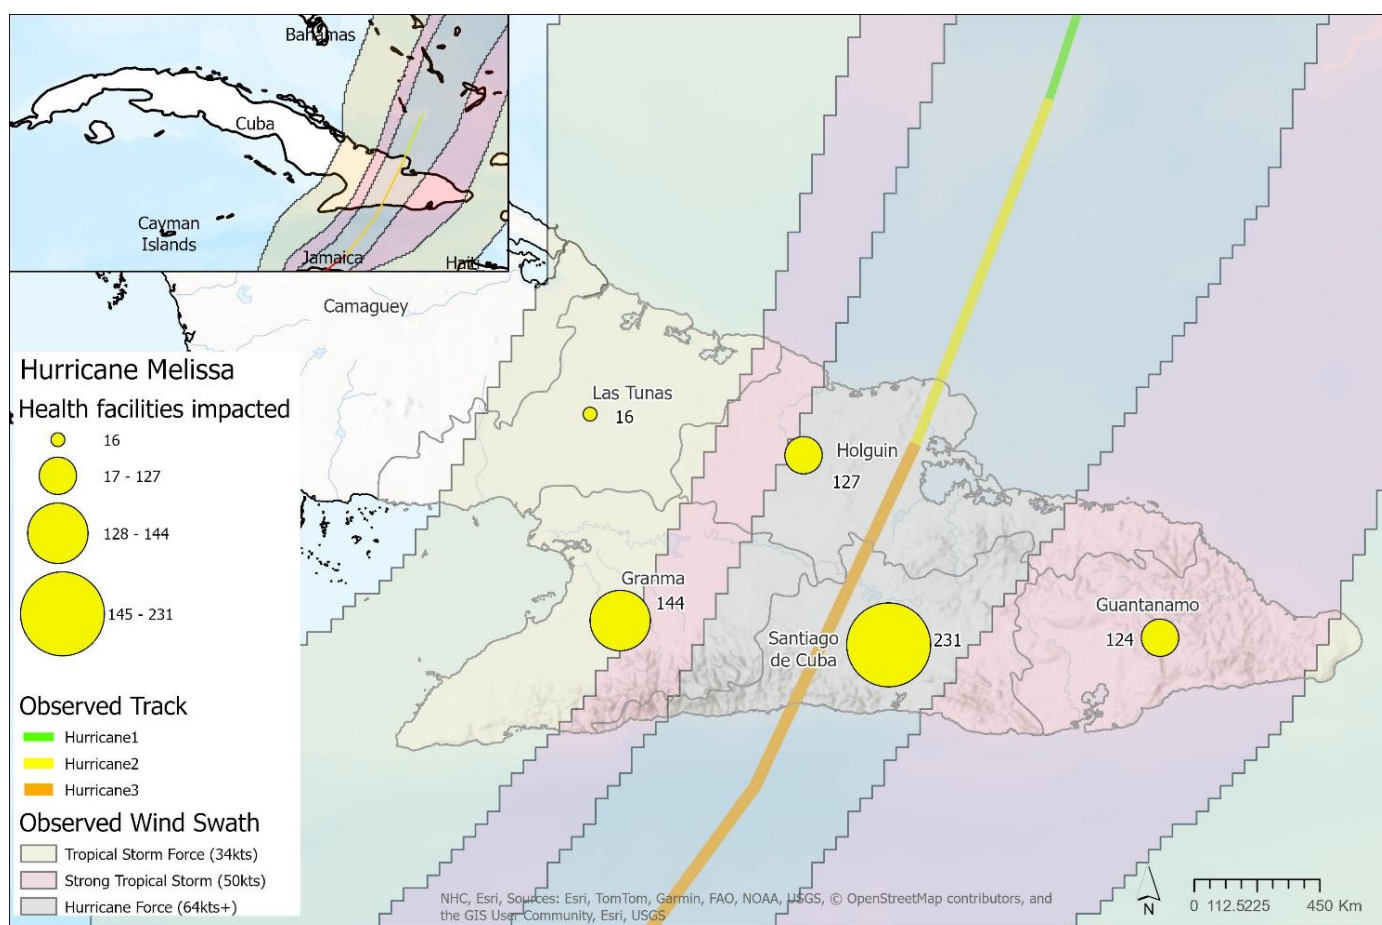 Bahamas
Cuba
Cayman
Islands
Jamaica
Haiti
Camaguey
Las Tunas
16
Holguin
127
Granma
144
Santiago
de Cuba
231
Guantanamo
124
Hurricane Melissa
Health facilities impacted
16
17 - 127
128 - 144
145 - 231
Observed Track
Hurricane1
Hurricane2
Hurricane3
Observed Wind Swath
Tropical Storm Force (34kts)
Strong Tropical Storm (50kts)
Hurricane Force (64kts+)
NHC, Esri, Sources: Esri, TomTom, Garmin, FAO, NOAA, USGS, © OpenStreetMap contributors, and
the GIS User Community, Esri, USGS
N
0 112.5225 450 Km